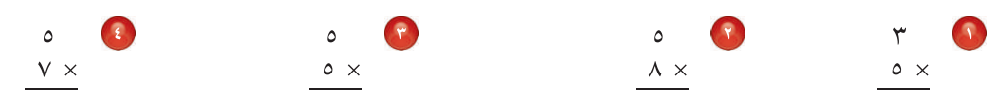 ١ ٣ ٢ ٥ ٣ ٥ ٤ ٥
× ٥ × ٨ × ٥ × ٧